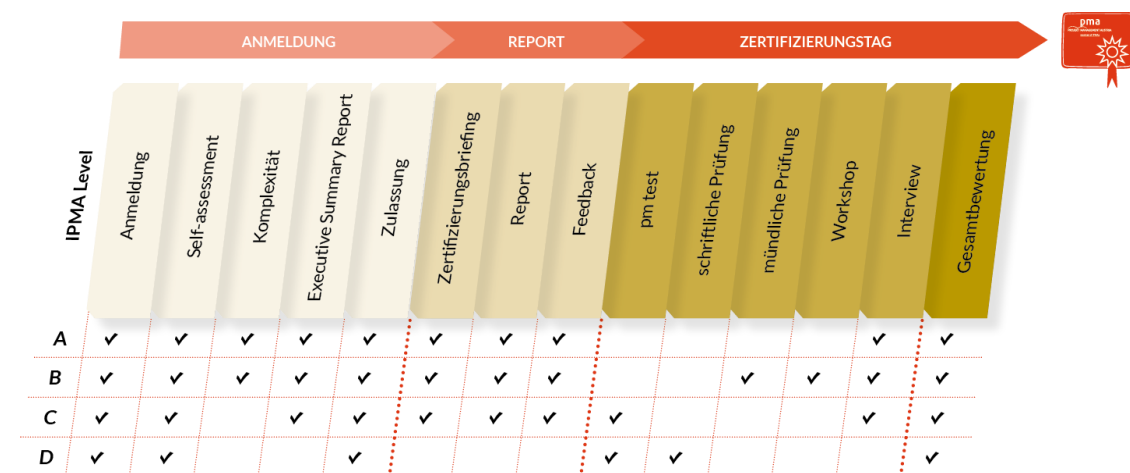 ANMELDUNG
REPORT
ZERTIFIZIERUNGSTAG
pma
IPMA Level
Anmeldung
Self-assessment
Komplexität
Executive Summary Report
Zulassung
Zertifizierungsbriefing
Report
Feedback
pm test
schriftliche Prüfung
mündliche Prüfung
Workshop
Interview
Gesamtbewertung
A ✓ ✓ ✓ ✓ ✓ ✓ ✓ ✓ ✓ ✓
B ✓ ✓ ✓ ✓ ✓ ✓ ✓ ✓ ✓ ✓ ✓ ✓
C ✓ ✓ ✓ ✓ ✓ ✓ ✓ ✓ ✓ ✓
D ✓ ✓ ✓ ✓ ✓ ✓